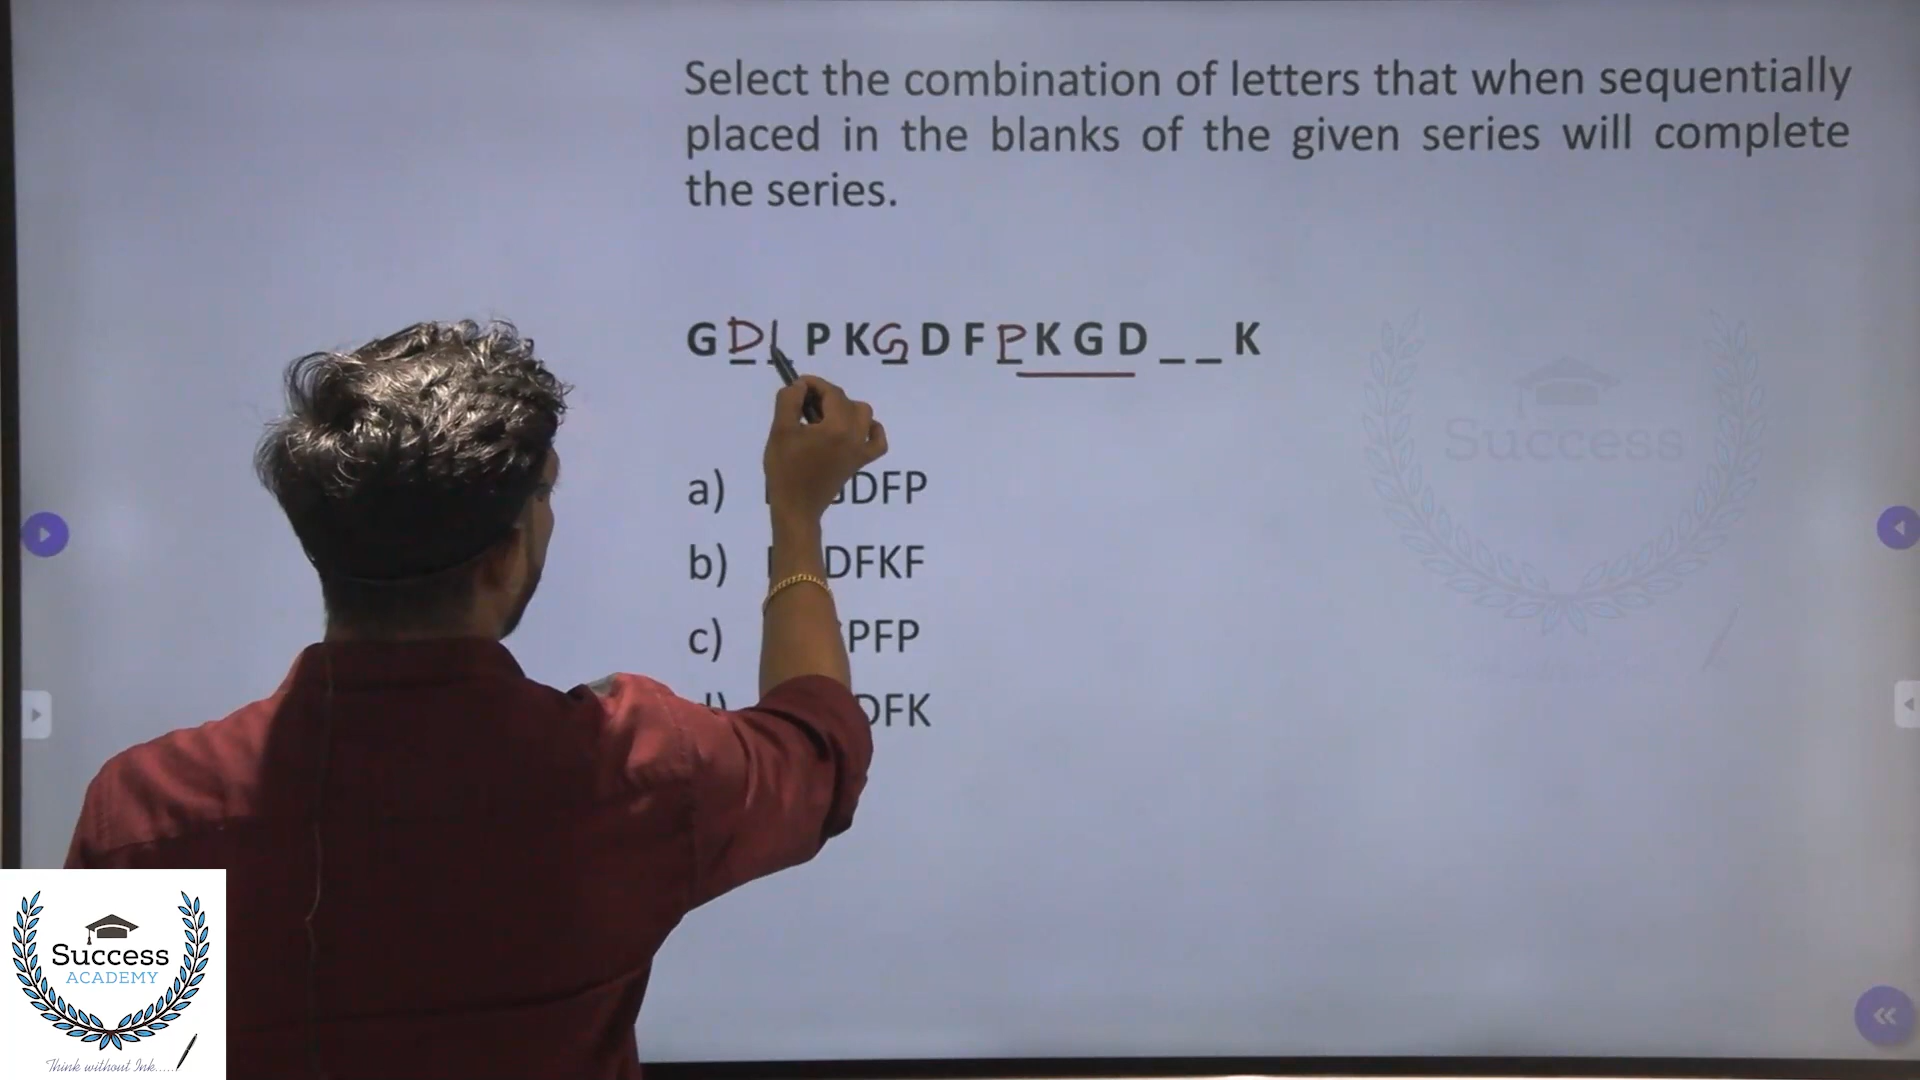 Select the combination of letters that when sequentially
placed in the blanks of the given series will complete
the series.
G D _ P K G D F P K G D _ _ K
a) DFP
b) DFKF
c) PFP
DFK
Success
Success
ACADEMY
Think without Ink.....